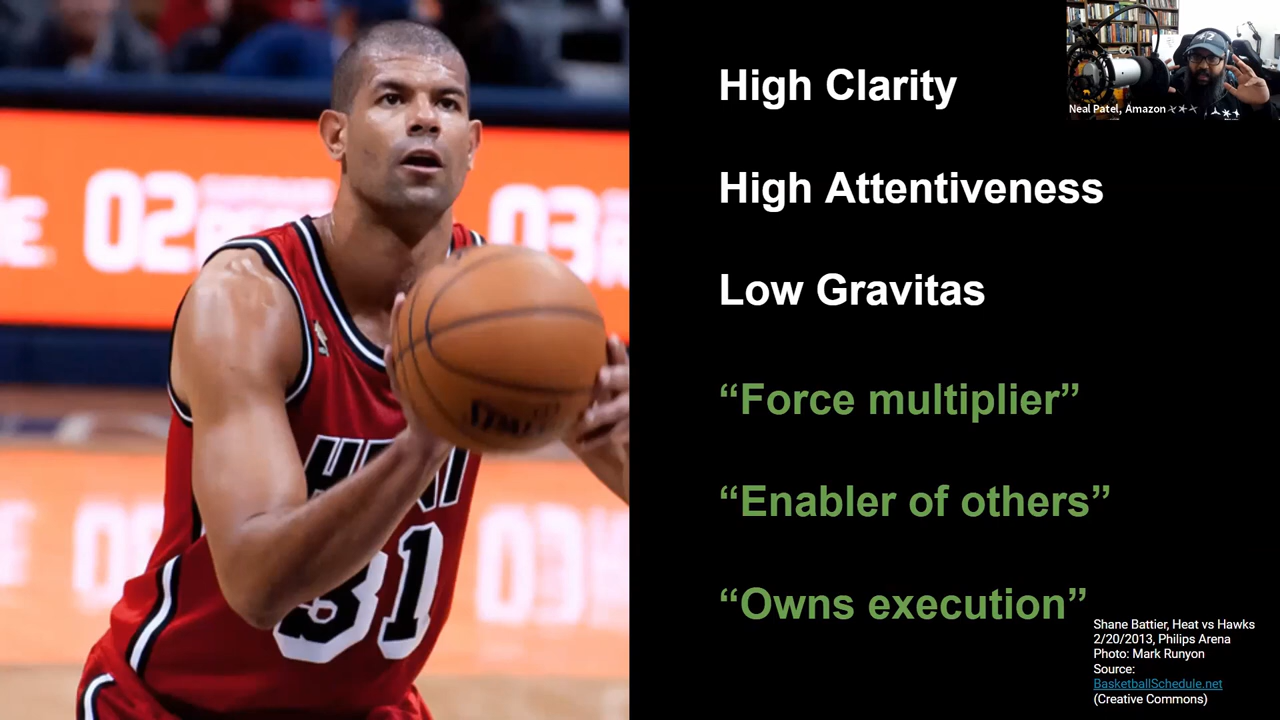 High Clarity
High Attentiveness
Low Gravitas
“Force multiplier”
“Enabler of others”
“Owns execution”
Neal Patel, Amazon
Shane Battier, Heat vs Hawks
2/20/2013, Philips Arena
Photo: Mark Runyon
Source:
BasketballSchedule.net
(Creative Commons)
02
03
31